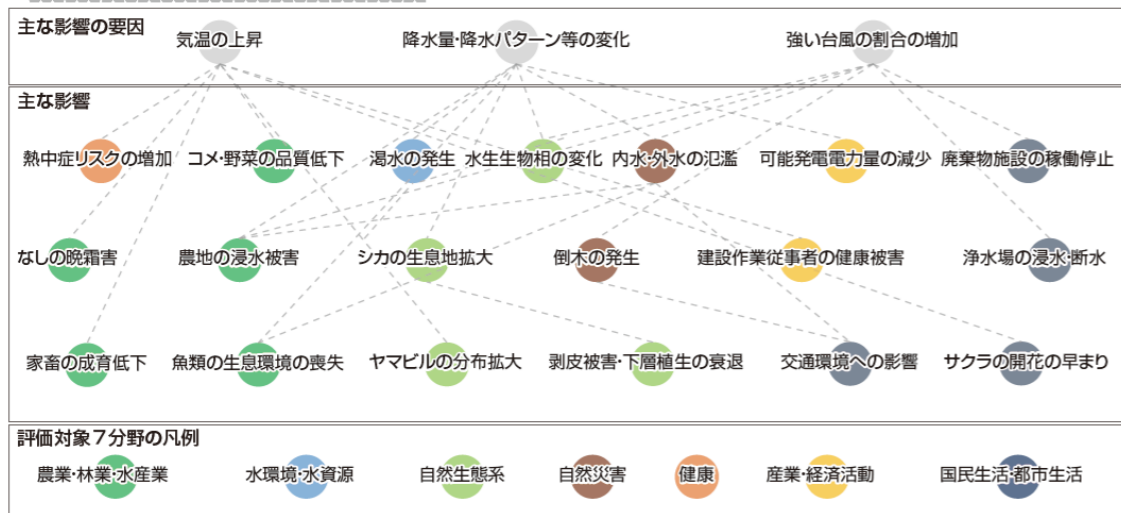 主な影響の要因
気温の上昇
降水量・降水パターン等の変化
強い台風の割合の増加
主な影響
熱中症リスクの増加
コメ・野菜の品質低下
渇水の発生
水生生物相の変化
内水・外水の氾濫
可能発電電力量の減少
廃棄物施設の稼働停止
なしの晩霜害
農地の浸水被害
シカの生息地拡大
倒木の発生
建設作業従事者の健康被害
浄水場の浸水・断水
家畜の成育低下
魚類の生息環境の喪失
ヤマビルの分布拡大
剥皮被害・下層植生の衰退
交通環境への影響
サクラの開花の早まり
評価対象7分野の凡例
農業・林業・水産業
水環境・水資源
自然生態系
自然災害
健康
産業・経済活動
国民生活・都市生活